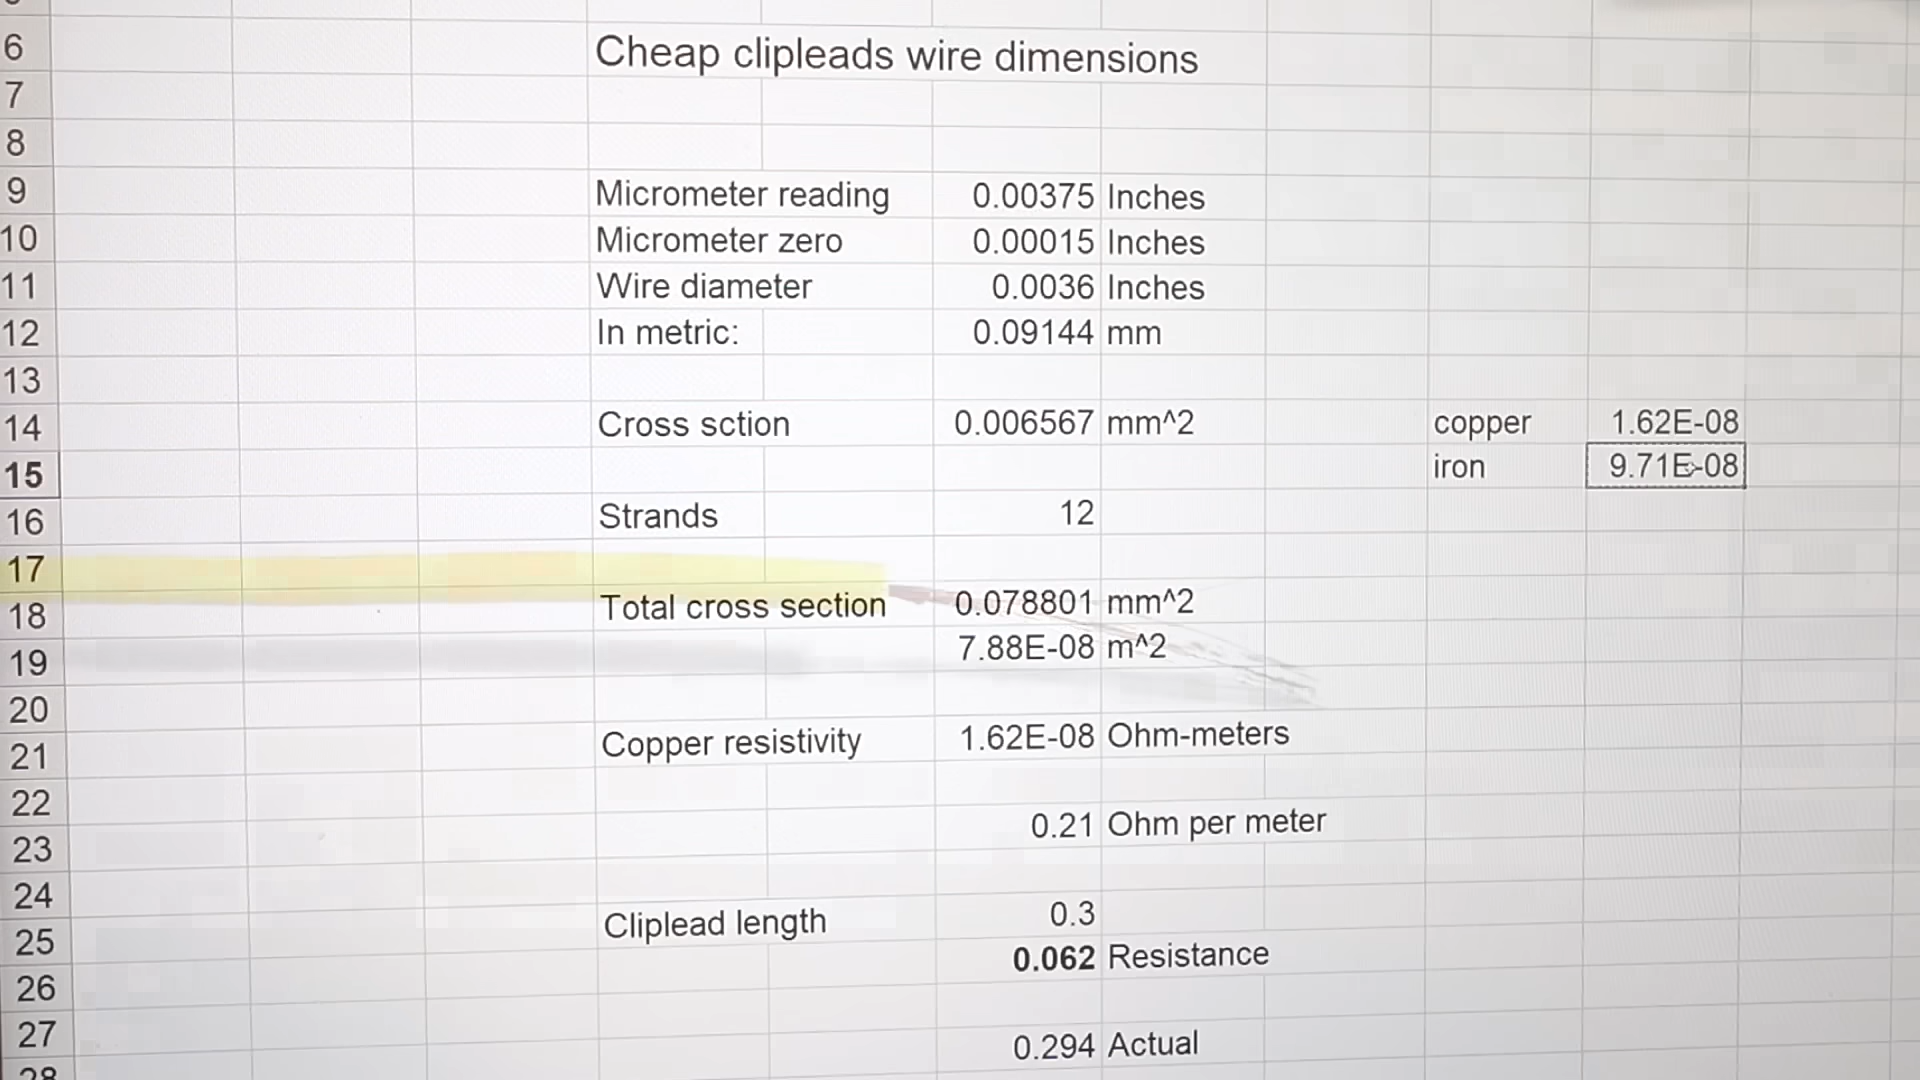 6 Cheap clipleads wire dimensions
7
8
9 Micrometer reading 0.00375 Inches
10 Micrometer zero 0.00015 Inches
11 Wire diameter 0.0036 Inches
12 In metric: 0.09144 mm
13
14 Cross sction 0.006567 mm^2 copper 1.62E-08
15 iron 9.71E-08
16 Strands 12
17
18 Total cross section 0.078801 mm^2
19 7.88E-08 m^2
20
21 Copper resistivity 1.62E-08 Ohm-meters
22
23 0.21 Ohm per meter
24
25 Cliplead length 0.3
26 0.062 Resistance
27
28 0.294 Actual